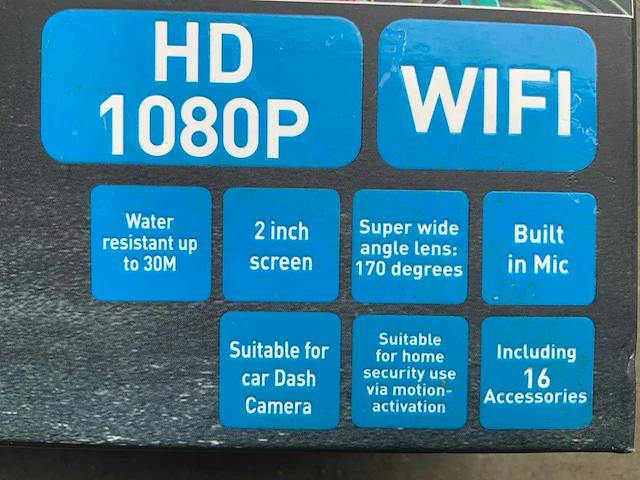 HD
1080P
WIFI
Water
resistant up
to 30M
2 inch
screen
Super wide
angle lens:
170 degrees
Built
in Mic
Suitable for
car Dash
Camera
Suitable
for home
security use
via motion-
activation
Including
16
Accessories